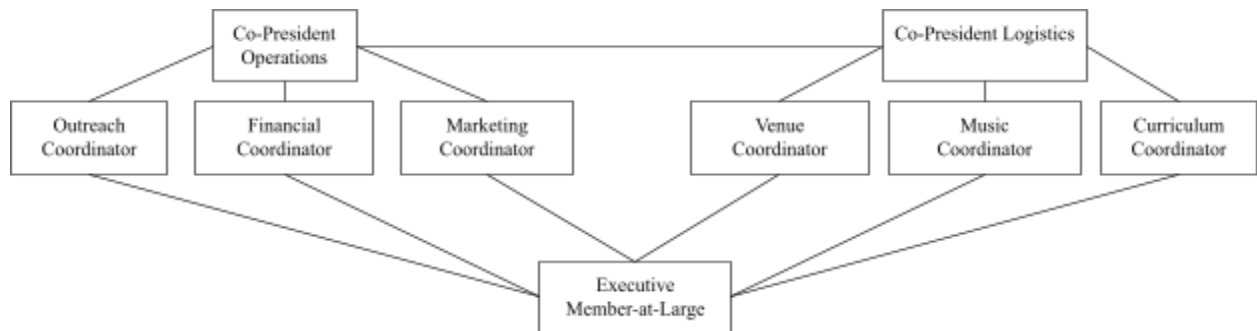 Co-President
Operations
Co-President Logistics
Outreach
Coordinator
Financial
Coordinator
Marketing
Coordinator
Venue
Coordinator
Music
Coordinator
Curriculum
Coordinator
Executive
Member-at-Large